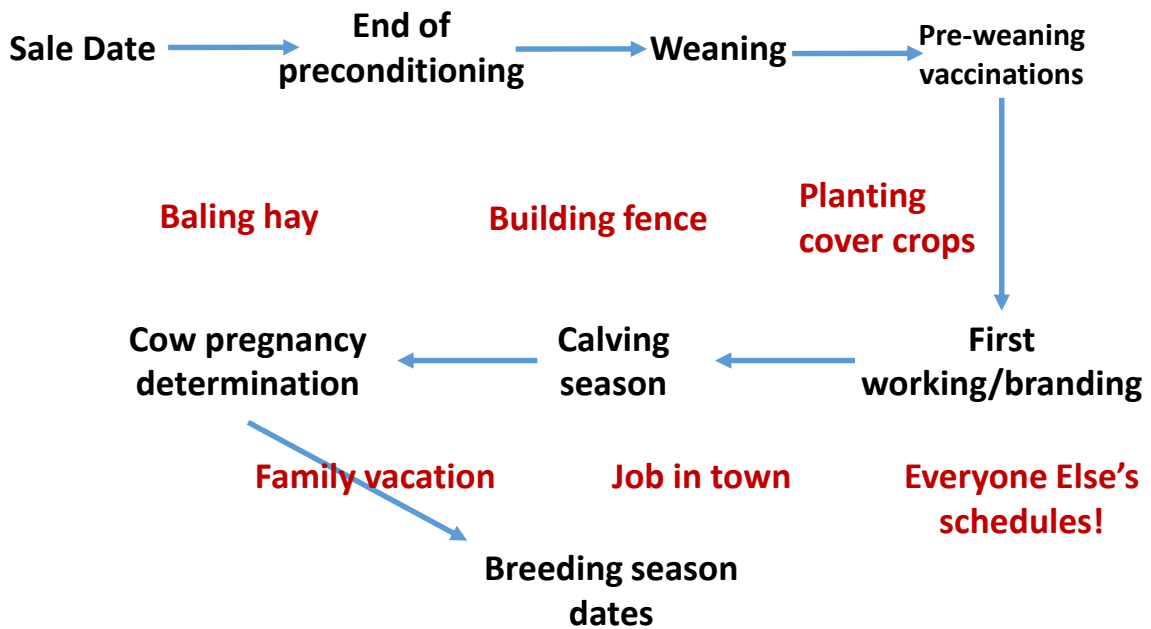 Sale Date
End of
preconditioning
Weaning
Pre-weaning
vaccinations
Baling hay
Building fence
Planting
cover crops
Cow pregnancy
determination
Calving
season
First
working/branding
Family vacation
Job in town
Everyone Else’s
schedules!
Breeding season
dates